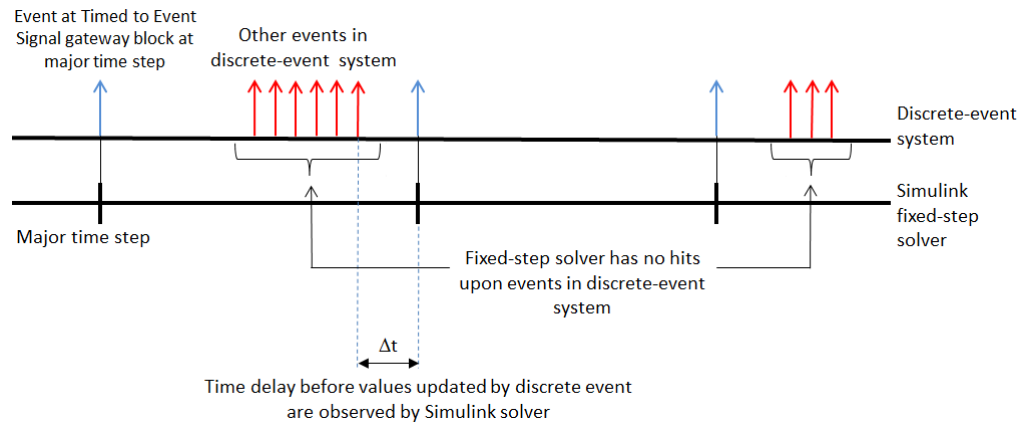 Event at Timed to Event
Signal gateway block at
major time step
Other events in
discrete-event system
Discrete-event
system
Simulink
fixed-step
solver
Major time step
Fixed-step solver has no hits
upon events in discrete-event
system
Δt
Time delay before values updated by discrete event
are observed by Simulink solver